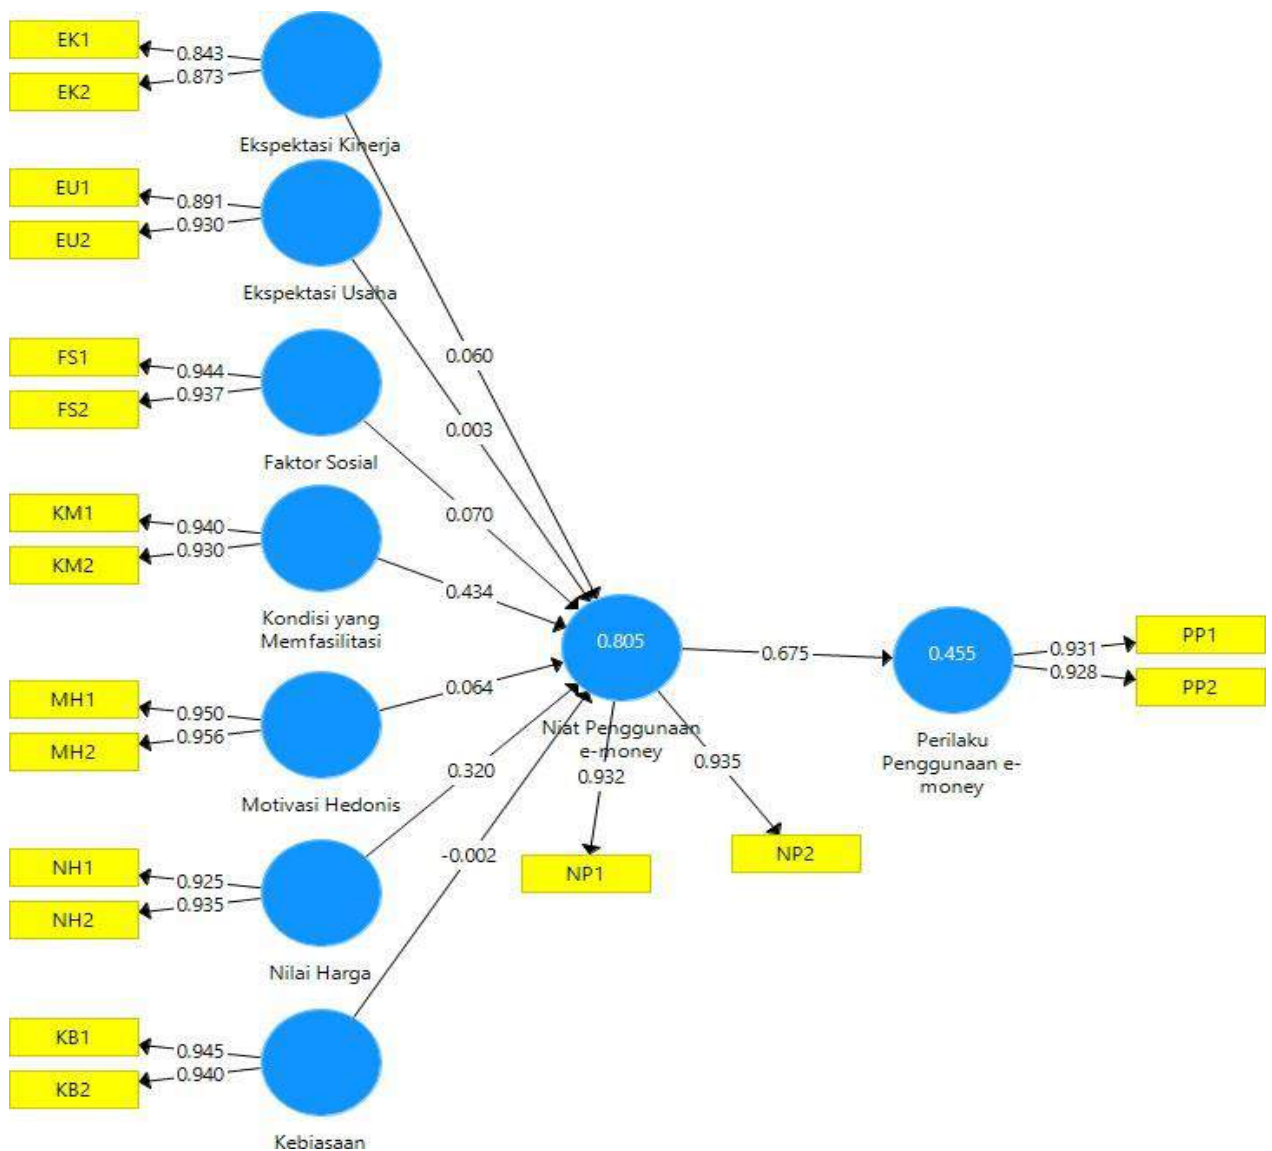 EK1
0.843
0.873
EK2
Ekspektasi Kinerja
EU1
0.891
0.930
EU2
Ekspektasi Usaha
0.060
FS1
0.944
0.937
FS2
0.003
Faktor Sosial
KM1
0.940
0.930
KM2
0.070
0.434
Kondisi yang
Memfasilitasi
0.805
0.675
0.455
PP1
0.931
0.928
PP2
MH1
0.950
0.956
MH2
0.064
Niat Penggunaan
e-money
Perilaku
Penggunaan e-
money
Motivasi Hedonis
0.320
0.932
0.935
NH1
0.925
0.935
NH2
-0.002
NP1
NP2
Nilai Harga
KB1
0.945
0.940
KB2
Kebiasaan